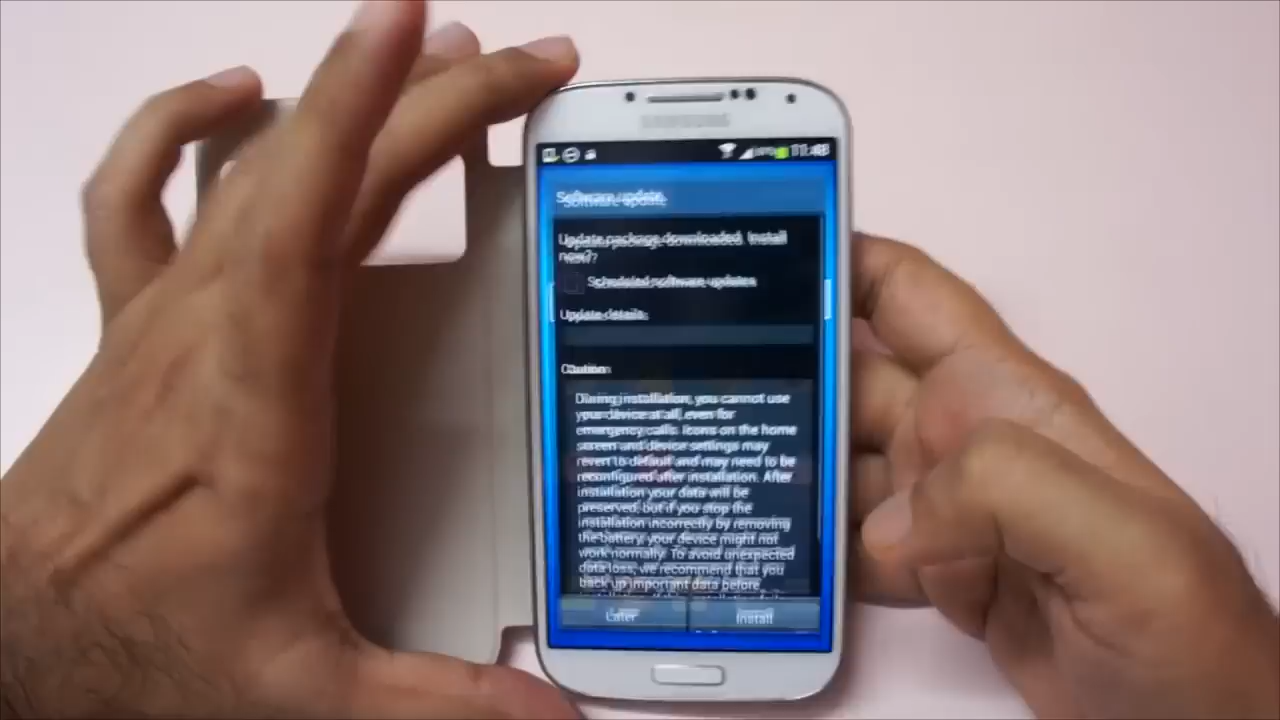 SAMSUNG
11:48
Software update
Update package downloaded. Install
now?
Scheduled software updates
Update details
Caution
During installation, you cannot use
your device at all, even for
emergency calls. Icons on the home
screen and device settings may
revert to default and may need to be
reconfigured after installation. After
installation your data will be
preserved, but if you stop the
installation incorrectly by removing
the battery, your device might not
work normally. To avoid unexpected
data loss, we recommend that you
back up important data before
Later
Install